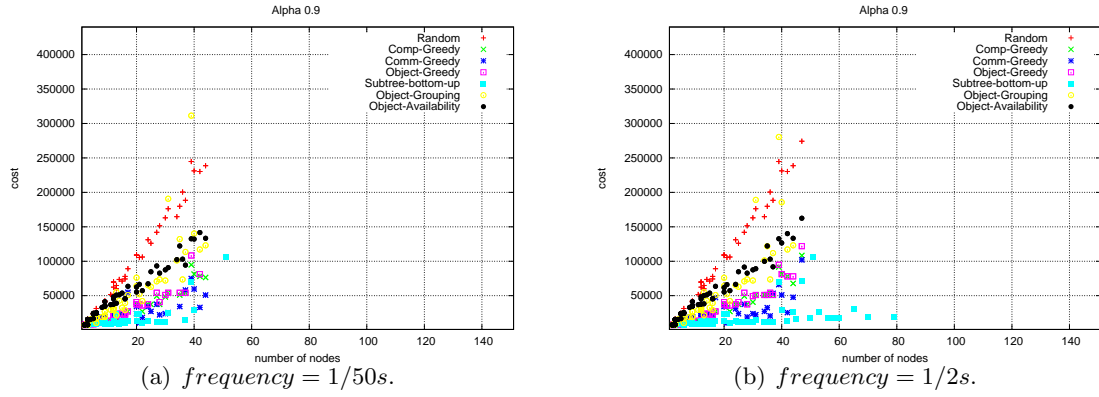 Alpha 0.9
400000
350000
300000
250000
200000
150000
100000
50000
cost
20 40 60 80 100 120 140
number of nodes
Random
Comp-Greedy
Comm-Greedy
Object-Greedy
Subtree-bottom-up
Object-Grouping
Object-Availability
(a) frequency = 1/50s.
Alpha 0.9
400000
350000
300000
250000
200000
150000
100000
50000
cost
20 40 60 80 100 120 140
number of nodes
Random
Comp-Greedy
Comm-Greedy
Object-Greedy
Subtree-bottom-up
Object-Grouping
Object-Availability
(b) frequency = 1/2s.